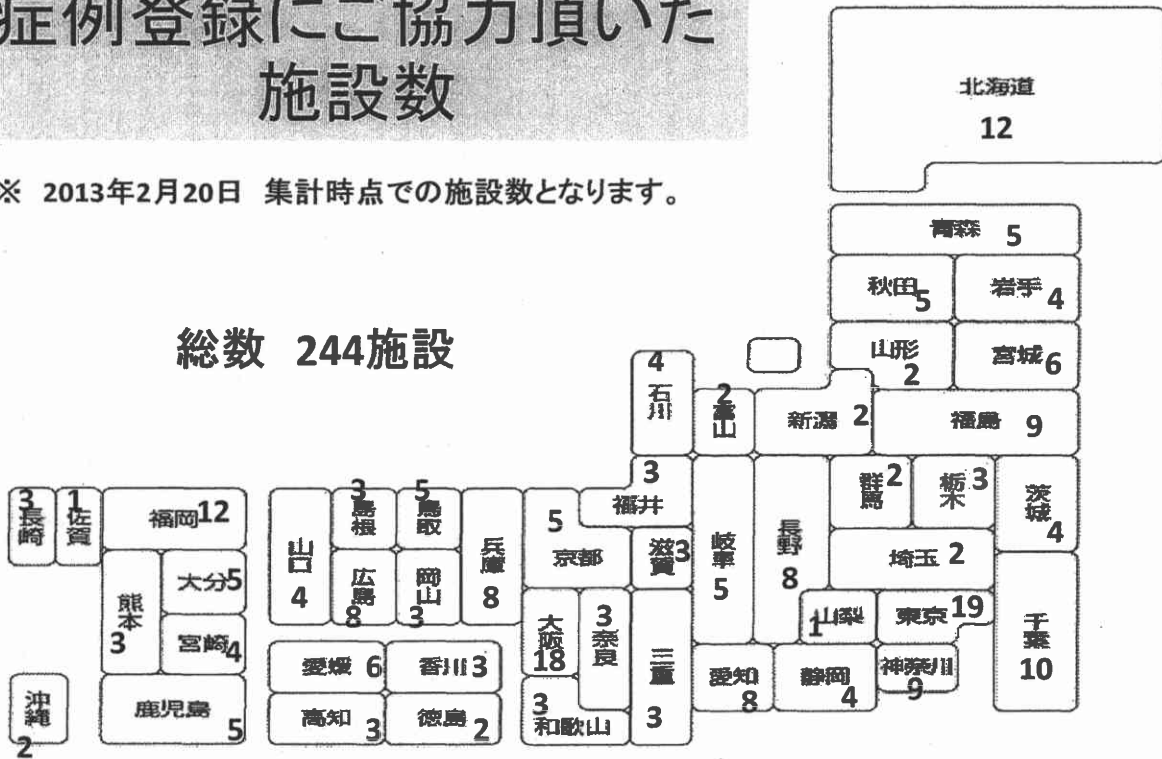 症例登録にご協力頂いた
施設数
※ 2013年2月20日 集計時点での施設数となります。
総数 244施設
北海道
12
青森 5
秋田 5
岩手 4
山形 2
宮城 6
石川 4
富山 2
新潟 2
福島 9
福井 3
群馬 2
栃木 3
茨城 4
長崎 3
佐賀 1
福岡 12
島根 3
鳥取 5
山口 4
広島 8
岡山 3
兵庫 8
京都 5
滋賀 3
岐阜 5
長野 8
埼玉 2
山梨 1
東京 19
千葉 10
熊本 3
大分 5
宮崎 4
大阪 18
奈良 3
三重 3
愛知 8
静岡 4
神奈川 9
愛媛 6
香川 3
高知 3
徳島 2
和歌山 3
沖縄 2
鹿児島 5